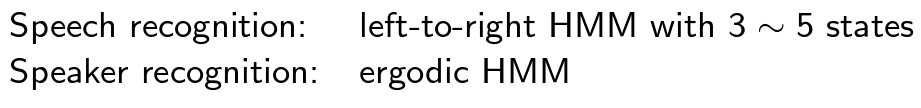 Speech recognition: left-to-right HMM with 3 ∼ 5 states
Speaker recognition: ergodic HMM